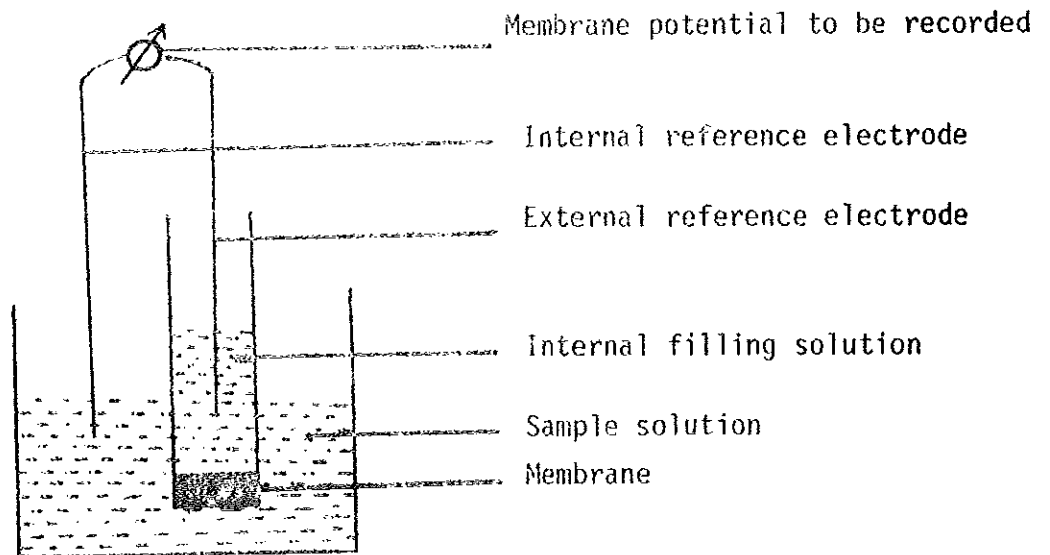 Membrane potential to be recorded
Internal reference electrode
External reference electrode
Internal filling solution
Sample solution
Membrane